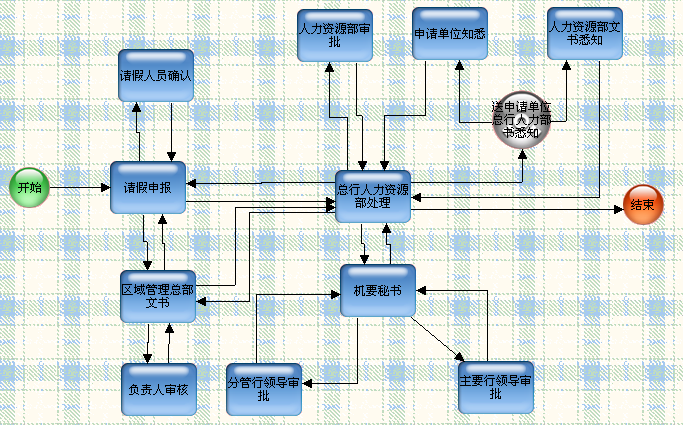 人力资源部审
批
申请单位知悉
人力资源部文
书悉知
请假人员确认
送申请单位
总行人力部
书悉知
开始
请假申报
总行人力资源
部处理
结束
区域管理总部
文书
机要秘书
负责人审核
分管行领导审
批
主要行领导审
批